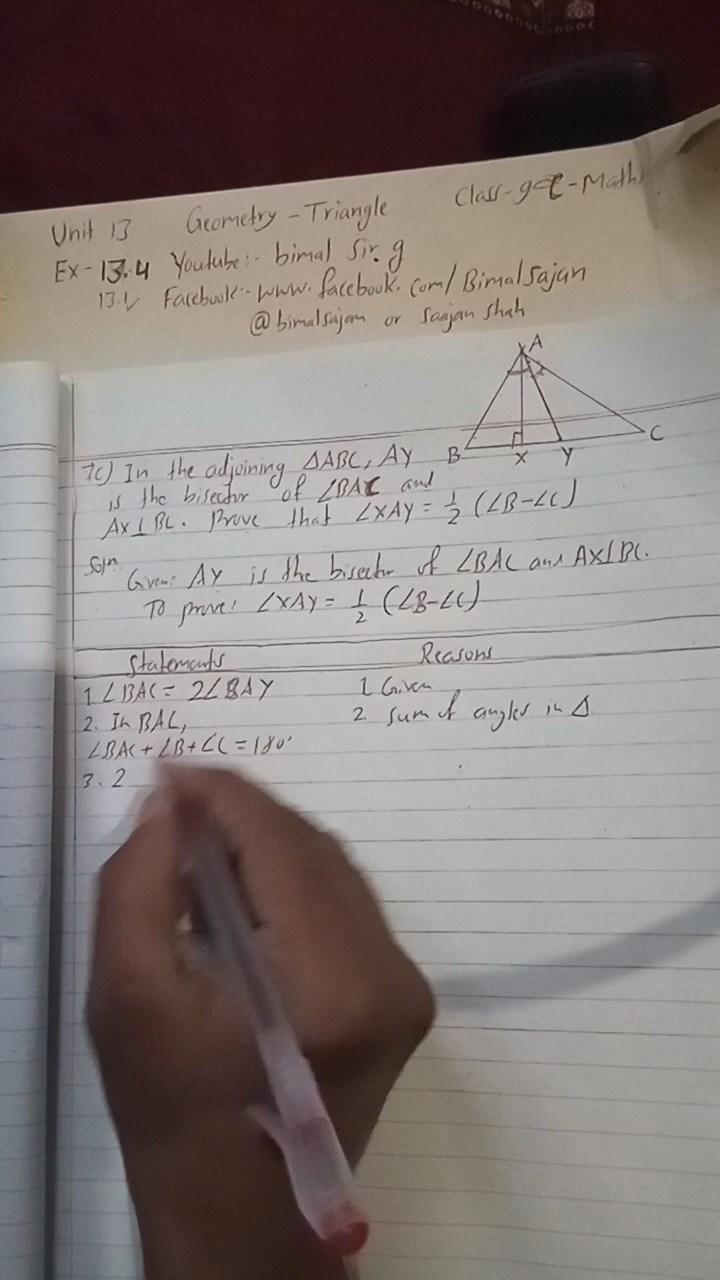 Unit 13 Geometry - Triangle Class-9 - Maths
Ex- 13.4 Youtube:- bimal Sir. g
13.1 Facebook:- www.facebook.com/Bimalsajan
@bimalsajan or Saajan Shah
A
B X Y C
7c) In the adjoining ΔABC, AY
is the bisector of ∠BAC and
AX⊥BC. Prove that ∠XAY = 1/2 (∠B-∠C)
Soln.
Given: AY is the bisector of ∠BAC and AX⊥BC.
To prove: ∠XAY = 1/2 (∠B-∠C)
Statements Reasons
1. ∠BAC = 2∠BAY 1. Given
2. In BAC, 2. Sum of angles in Δ
∠BAC+∠B+∠C = 180°
3. 2